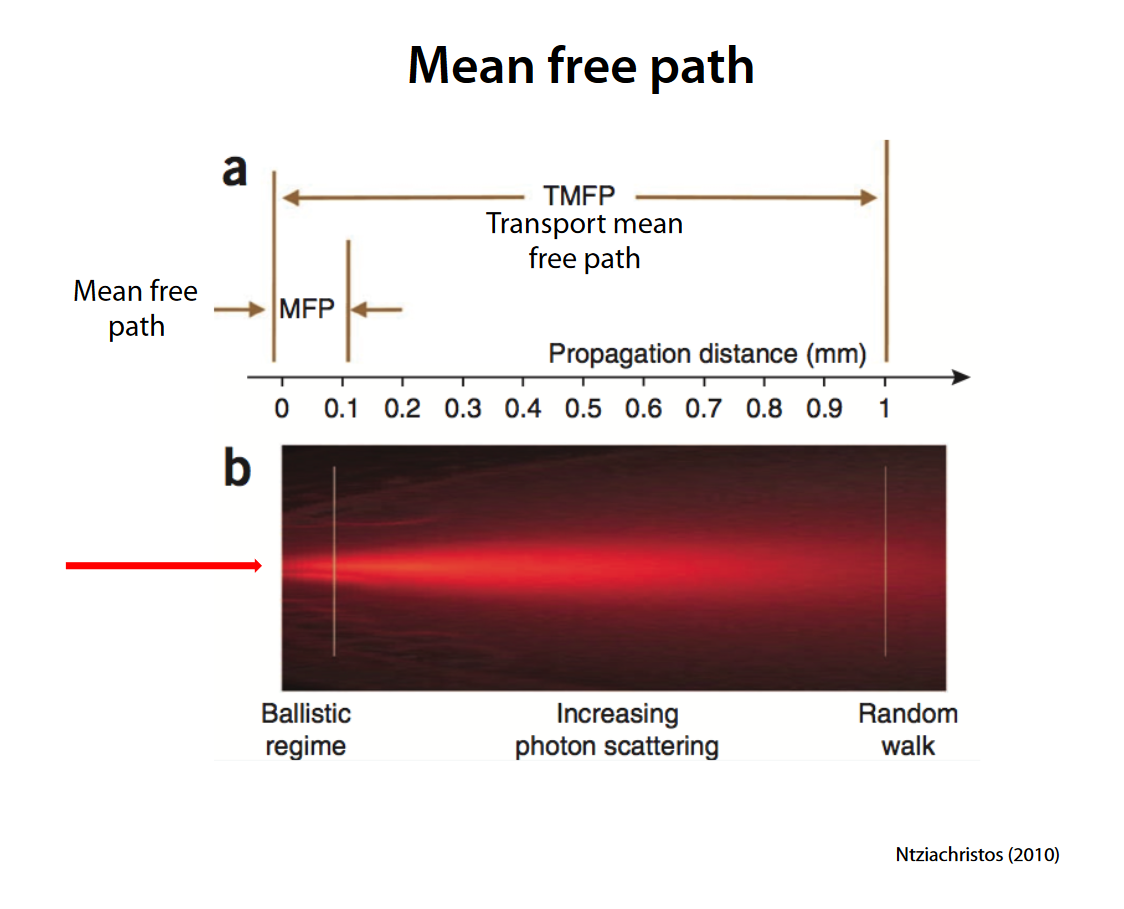 Mean free path
a
TMFP
Transport mean
free path
Mean free
path
MFP
Propagation distance (mm)
0 0.1 0.2 0.3 0.4 0.5 0.6 0.7 0.8 0.9 1
b
Ballistic
regime
Increasing
photon scattering
Random
walk
Ntziachristos (2010)